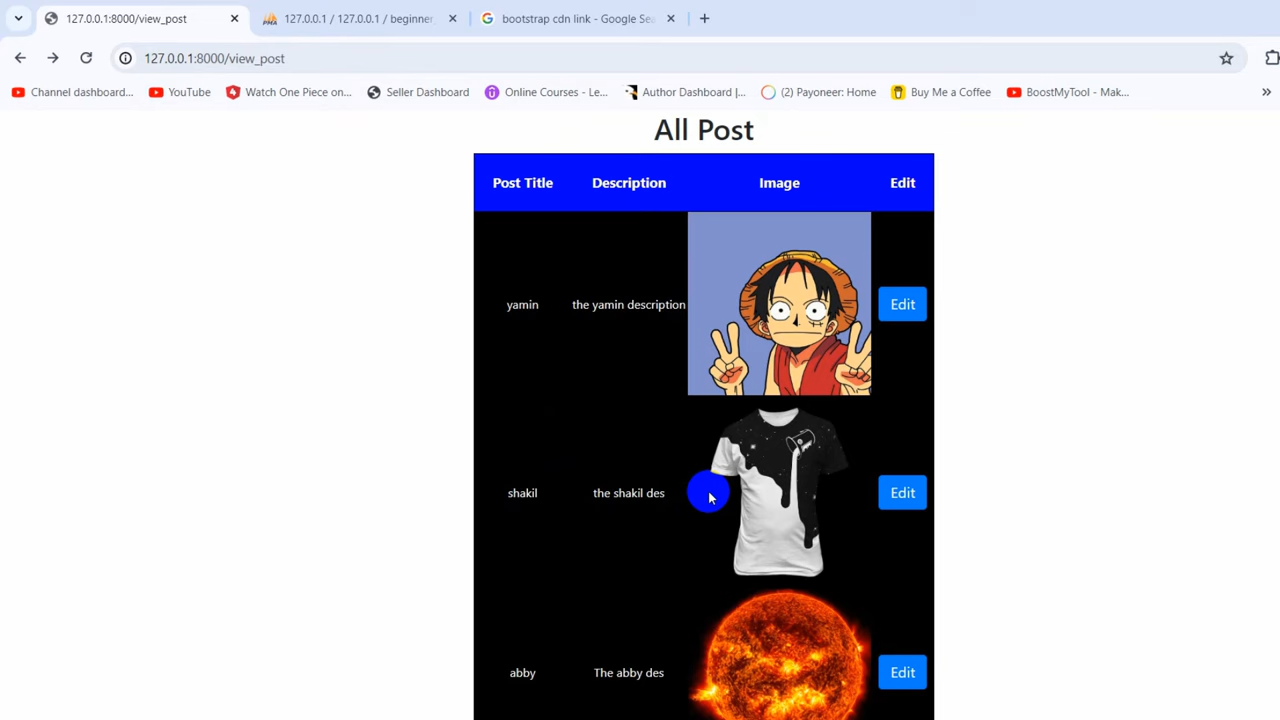 127.0.0.1:8000/view_post
127.0.0.1 / 127.0.0.1 / beginner
PMA
bootstrap cdn link - Google Sea
127.0.0.1:8000/view_post
Channel dashboard...
YouTube
Watch One Piece on...
Seller Dashboard
Online Courses - Le...
Author Dashboard |...
(2) Payoneer: Home
Buy Me a Coffee
BoostMyTool - Mak...
All Post
Post Title Description Image Edit
yamin the yamin description Edit
shakil the shakil des Edit
abby The abby des Edit